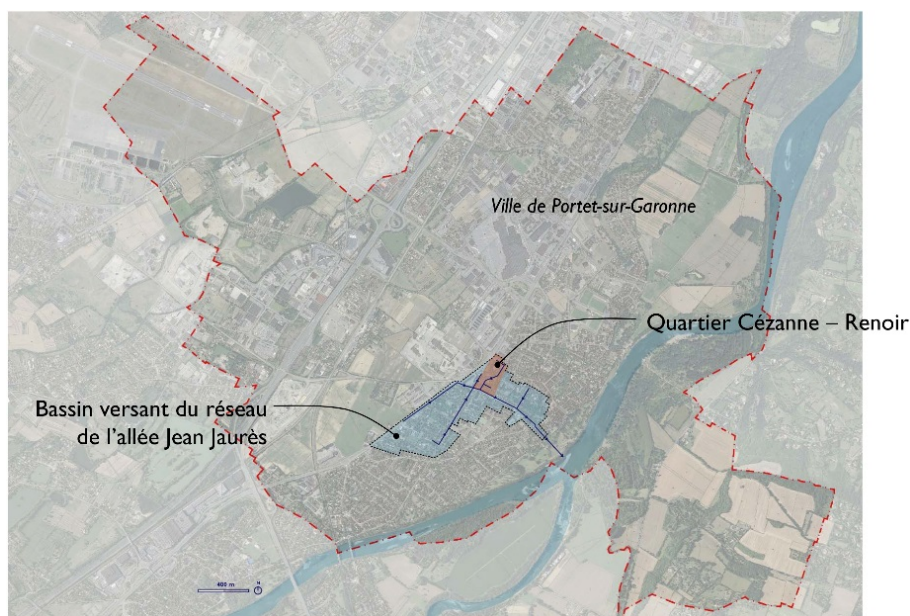 Ville de Portet-sur-Garonne
Quartier Cézanne – Renoir
Bassin versant du réseau
de l'allée Jean Jaurès
400 m
N